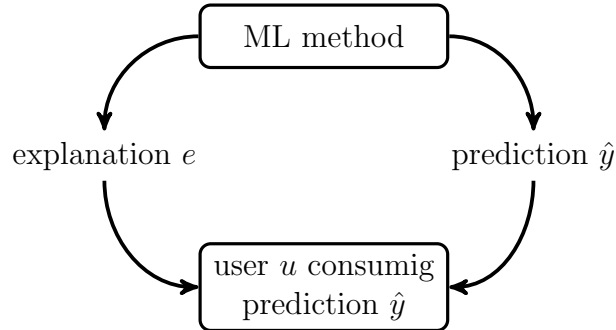 ML method
explanation e
prediction ŷ
user u consumig
prediction ŷ